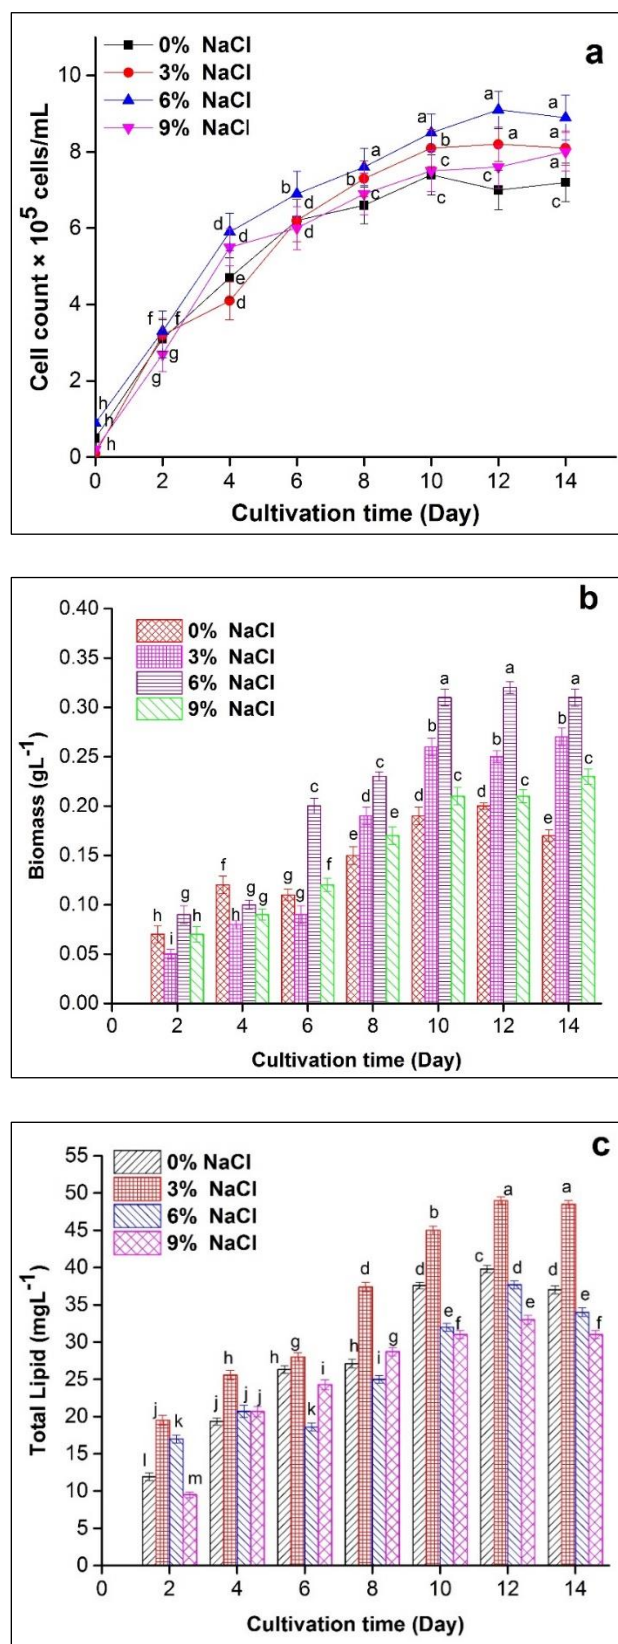 a
0% NaCl
3% NaCl
6% NaCl
9% NaCl
Cell count × 10⁵ cells/mL
10
8
6
4
2
0
h
h
h
f
f
g
g
d
d
e
d
b
d
d
a
b
c
a
b
c
c
a
a
c
a
a
a
c
0 2 4 6 8 10 12 14
Cultivation time (Day)
b
0% NaCl
3% NaCl
6% NaCl
9% NaCl
Biomass (gL⁻¹)
0.40
0.35
0.30
0.25
0.20
0.15
0.10
0.05
0.00
h i g h
f h g g
g g c f
e d c e
d b a c
d b a c
e b a c
0 2 4 6 8 10 12 14
Cultivation time (Day)
c
0% NaCl
3% NaCl
6% NaCl
9% NaCl
Total Lipid (mgL⁻¹)
55
50
45
40
35
30
25
20
15
10
5
0
l j k m
j h j j
h g k i
h d i g
d b e f
c a d e
d a e f
0 2 4 6 8 10 12 14
Cultivation time (Day)